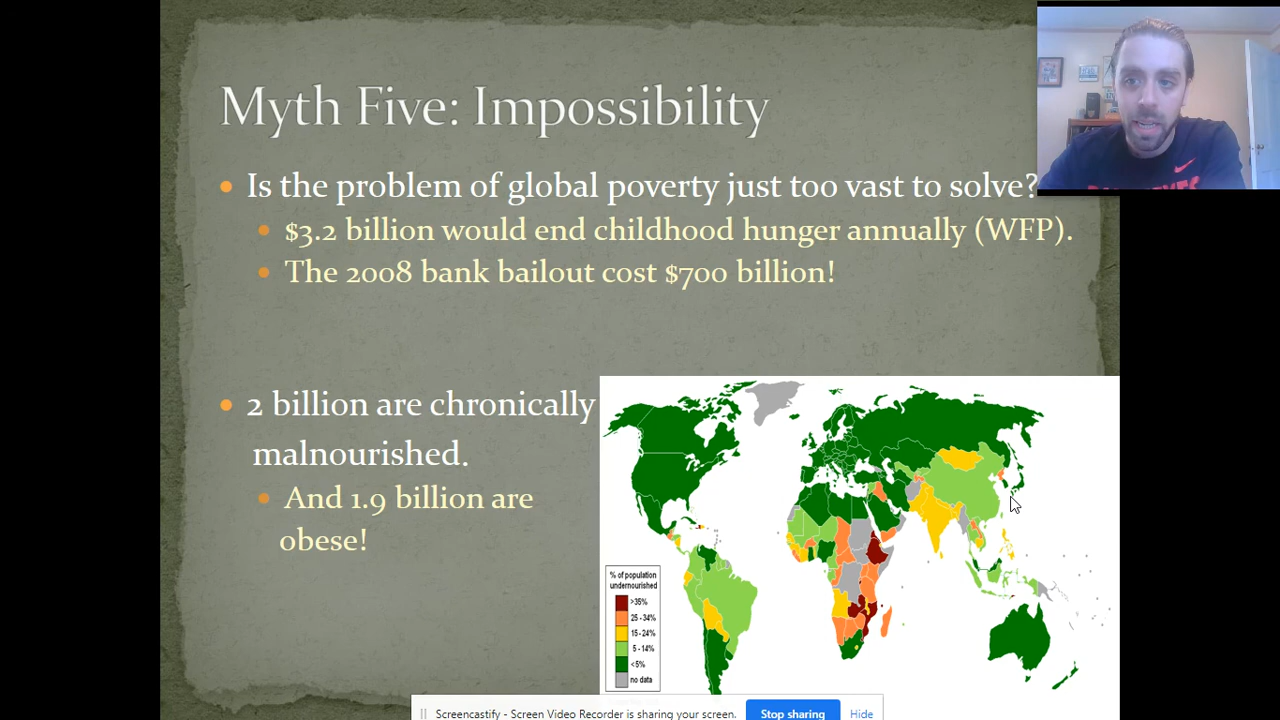 Myth Five: Impossibility
Is the problem of global poverty just too vast to solve?
$3.2 billion would end childhood hunger annually (WFP).
The 2008 bank bailout cost $700 billion!
2 billion are chronically
malnourished.
And 1.9 billion are
obese!
% of population
undernourished
>35%
25 - 34%
15 - 24%
5 - 14%
<5%
no data
Screencastify - Screen Video Recorder is sharing your screen.
Stop sharing
Hide